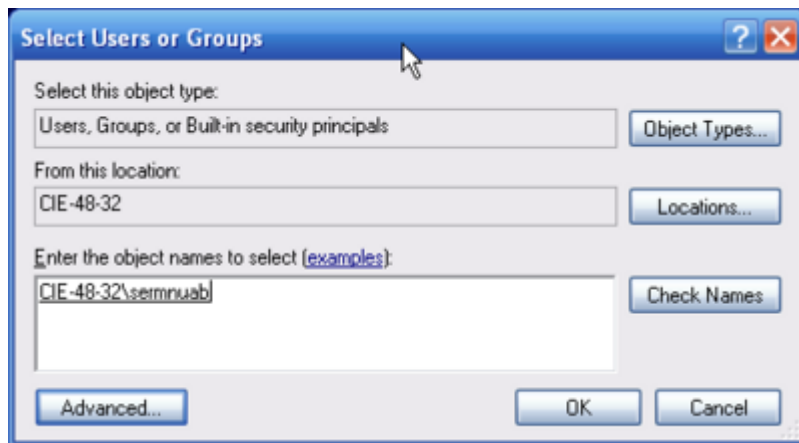 Select Users or Groups
Select this object type:
Users, Groups, or Built-in security principals
Object Types...
From this location:
CIE-48-32
Locations...
Enter the object names to select (examples):
CIE-48-32\sermnuab
Check Names
Advanced...
OK
Cancel